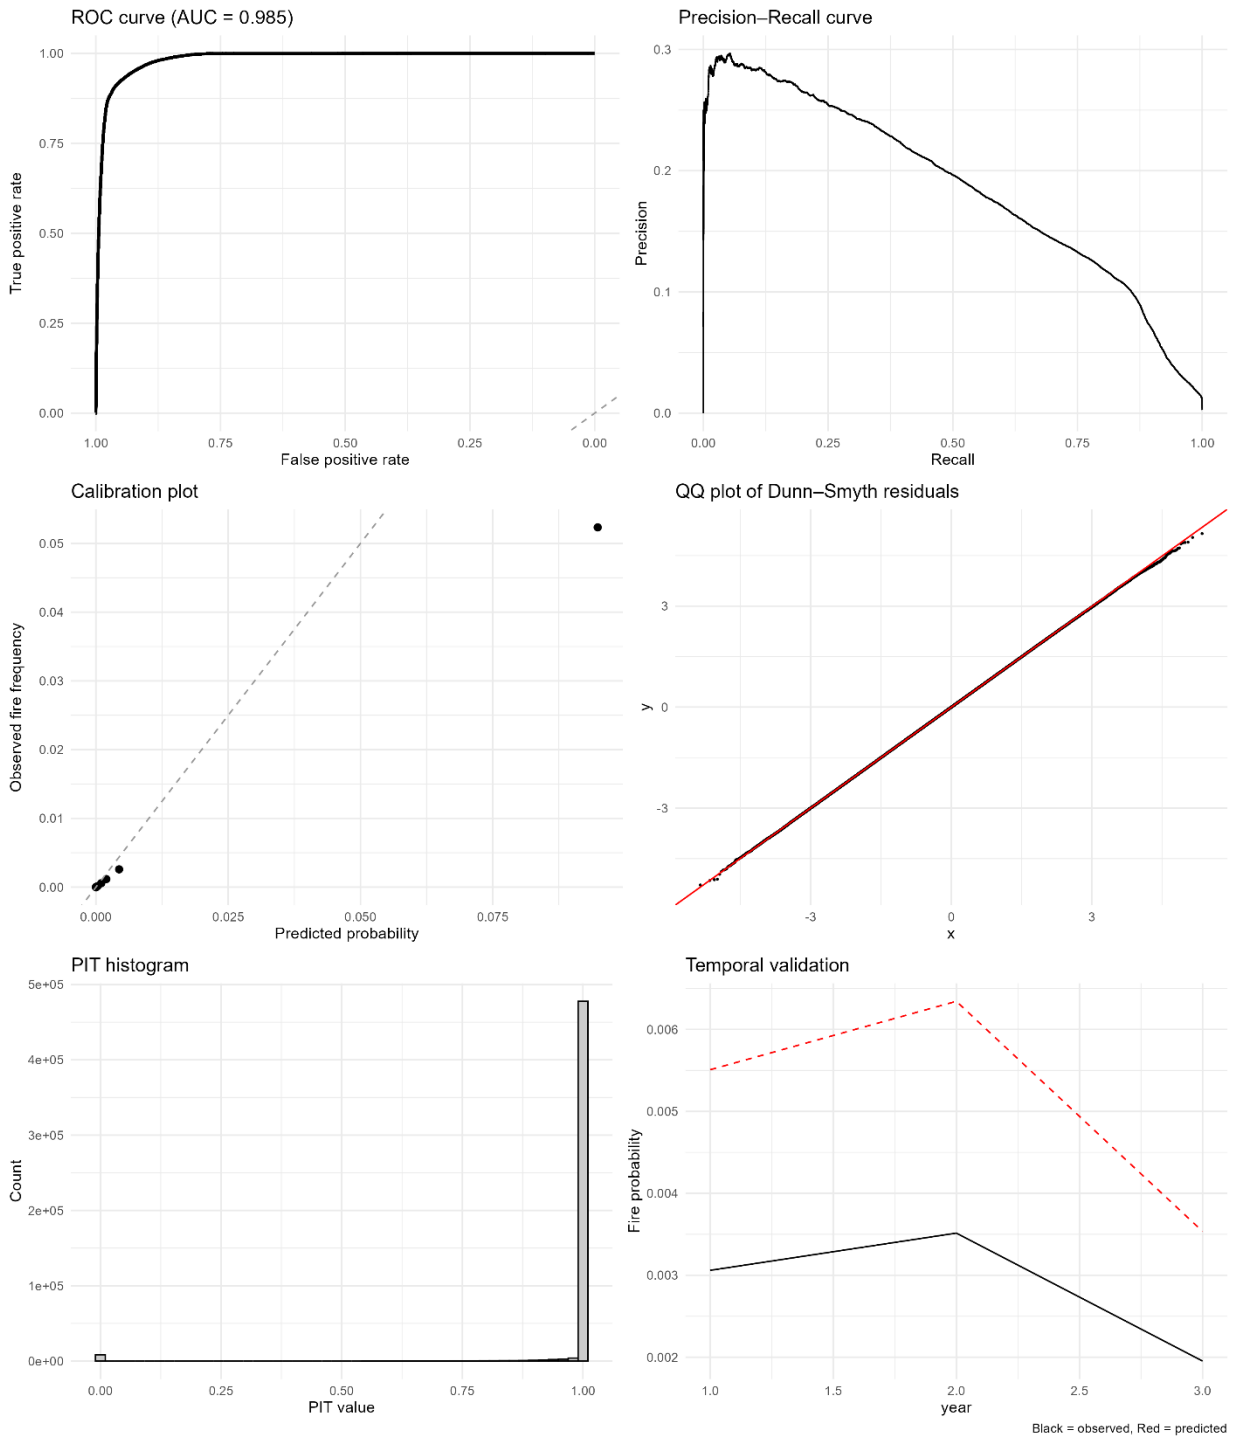 ROC curve (AUC = 0.985)
1.00
0.75
0.50
0.25
0.00
True positive rate
1.00 0.75 0.50 0.25 0.00
False positive rate
Precision–Recall curve
0.3
0.2
0.1
0.0
Precision
0.00 0.25 0.50 0.75 1.00
Recall
Calibration plot
0.05
0.04
0.03
0.02
0.01
0.00
Observed fire frequency
0.000 0.025 0.050 0.075
Predicted probability
QQ plot of Dunn–Smyth residuals
3
0
-3
y
-3 0 3
x
PIT histogram
5e+05
4e+05
3e+05
2e+05
1e+05
0e+00
Count
0.00 0.25 0.50 0.75 1.00
PIT value
Temporal validation
0.006
0.005
0.004
0.003
0.002
Fire probability
1.0 1.5 2.0 2.5 3.0
year
Black = observed, Red = predicted